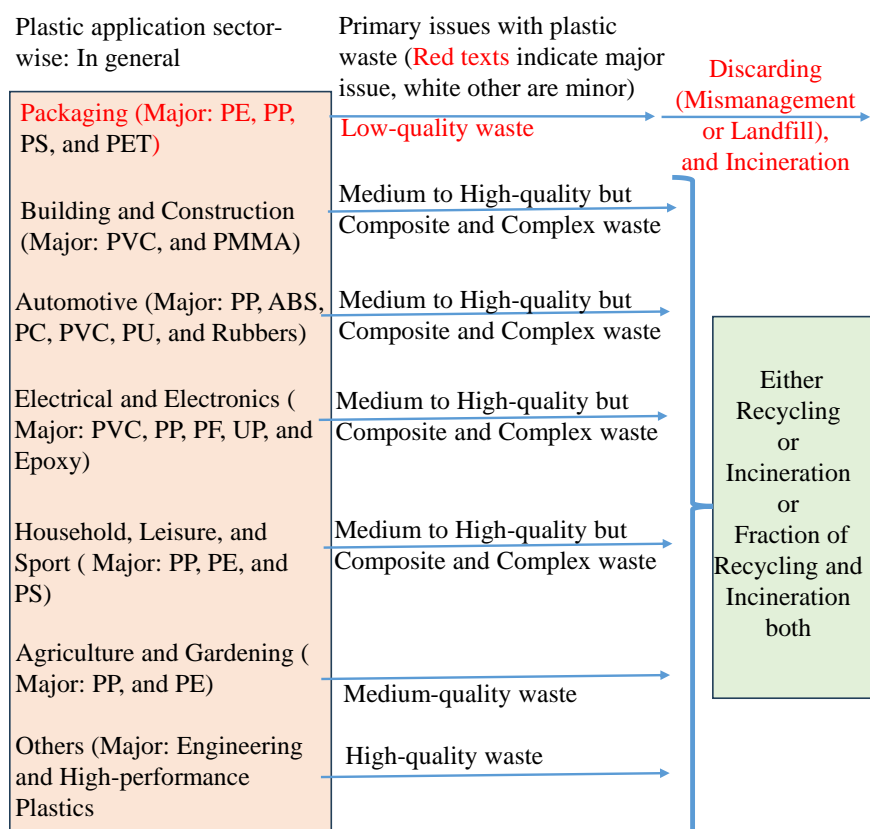 Plastic application sector-
wise: In general
Primary issues with plastic
waste (Red texts indicate major
issue, white other are minor)
Packaging (Major: PE, PP,
PS, and PET)
Low-quality waste
Discarding
(Mismanagement
or Landfill),
and Incineration
Building and Construction
(Major: PVC, and PMMA)
Medium to High-quality but
Composite and Complex waste
Automotive (Major: PP, ABS,
PC, PVC, PU, and Rubbers)
Medium to High-quality but
Composite and Complex waste
Electrical and Electronics (
Major: PVC, PP, PF, UP, and
Epoxy)
Medium to High-quality but
Composite and Complex waste
Household, Leisure, and
Sport ( Major: PP, PE, and
PS)
Medium to High-quality but
Composite and Complex waste
Agriculture and Gardening (
Major: PP, and PE)
Medium-quality waste
Others (Major: Engineering
and High-performance
Plastics
High-quality waste
Either
Recycling
or
Incineration
or
Fraction of
Recycling and
Incineration
both